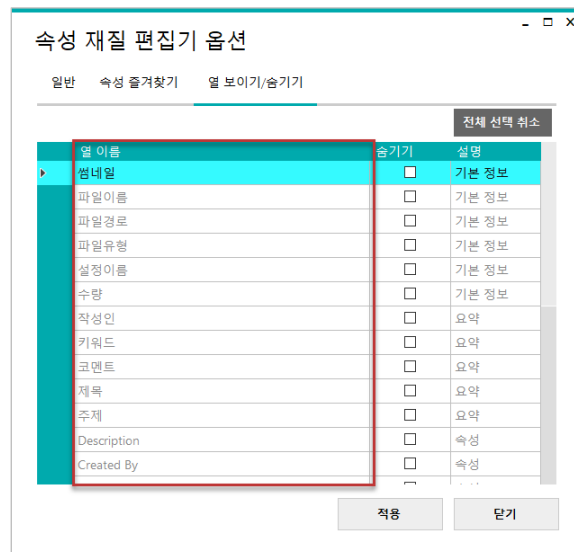 속성 재질 편집기 옵션
일반 속성 즐겨찾기 열 보이기/숨기기
전체 선택 취소
열 이름 숨기기 설명
썸네일 기본 정보
파일이름 기본 정보
파일경로 기본 정보
파일유형 기본 정보
설정이름 기본 정보
수량 기본 정보
작성인 요약
키워드 요약
코멘트 요약
제목 요약
주제 요약
Description 속성
Created By 속성
적용 닫기